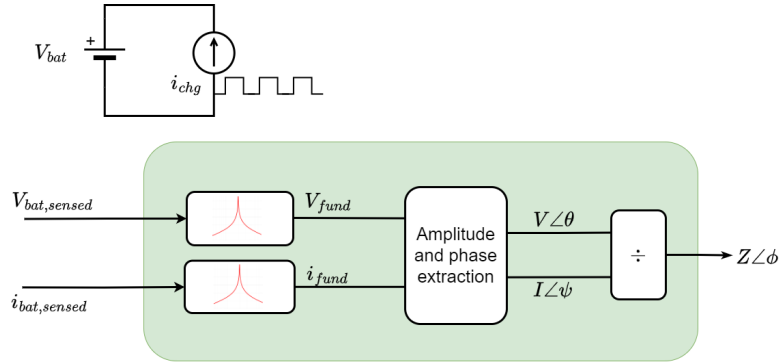 +
V_bat
i_chg
V_bat,sensed
V_fund
Amplitude
and phase
extraction
V∠θ
÷
Z∠ϕ
i_bat,sensed
i_fund
I∠ψ